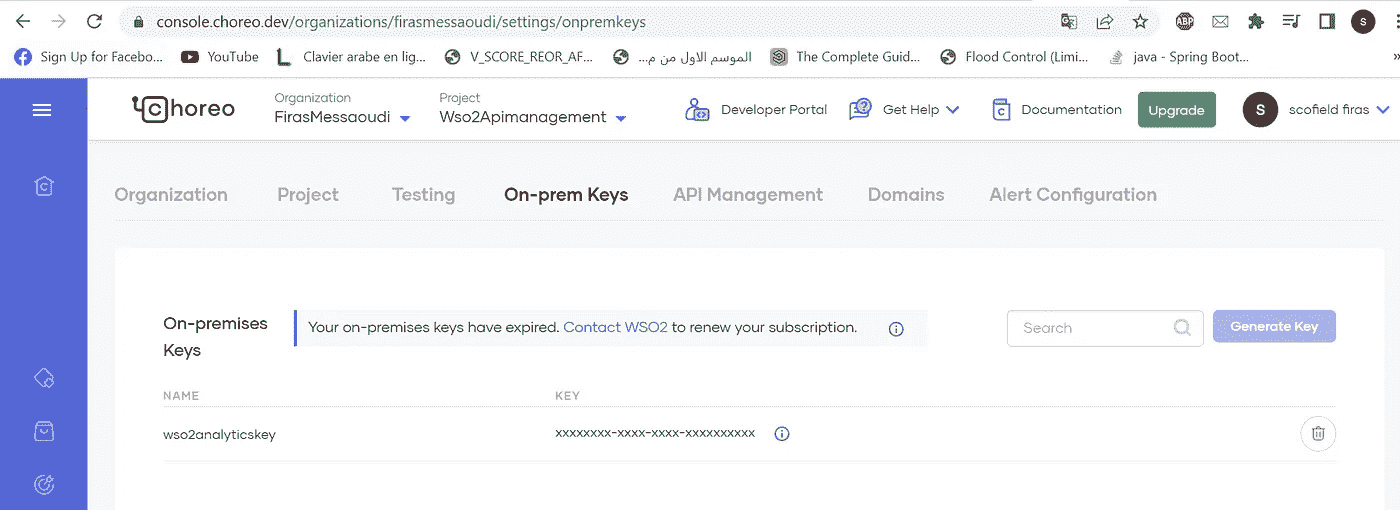 console.choreo.dev/organizations/firasmessaoudi/settings/onpremkeys
ABP
S
Sign Up for Facebo...
YouTube
Clavier arabe en lig...
V_SCORE_REOR_AF...
الموسم الاول من م...
The Complete Guid...
Flood Control (Limi...
java - Spring Boot...
»
Choreo
Organization
FirasMessaoudi
Project
Wso2Apimanagement
Developer Portal
Get Help
Documentation
Upgrade
S
scofield firas
Organization
Project
Testing
On-prem Keys
API Management
Domains
Alert Configuration
On-premises
Keys
Your on-premises keys have expired. Contact WSO2 to renew your subscription.
Search
Generate Key
NAME
KEY
wso2analyticskey
xxxxxxxx-xxxx-xxxx-xxxxxxxxxx